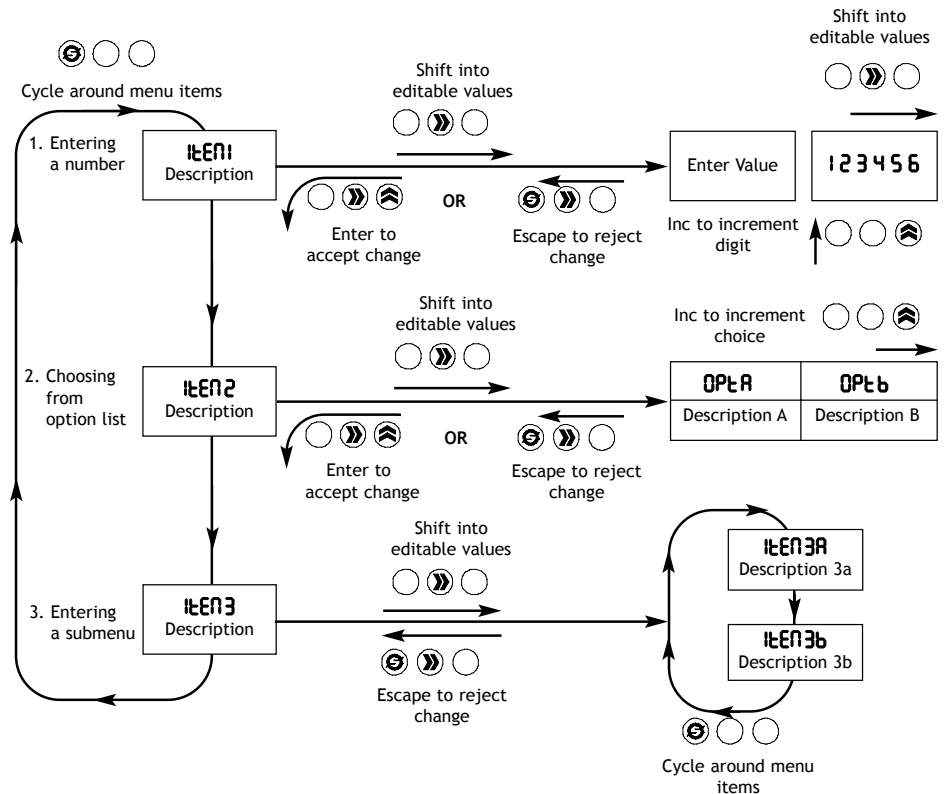 Shift into
editable values
Cycle around menu items
Shift into
editable values
1. Entering
a number
ItEM1
Description
Enter Value
123456
OR
Enter to
accept change
Escape to reject
change
Inc to increment
digit
Shift into
editable values
Inc to increment
choice
2. Choosing
from
option list
ItEM2
Description
OPtA
OPtb
Description A
Description B
OR
Enter to
accept change
Escape to reject
change
Shift into
editable values
ItEM3A
Description 3a
3. Entering
a submenu
ItEM3
Description
ItEM3b
Description 3b
Escape to reject
change
Cycle around menu
items